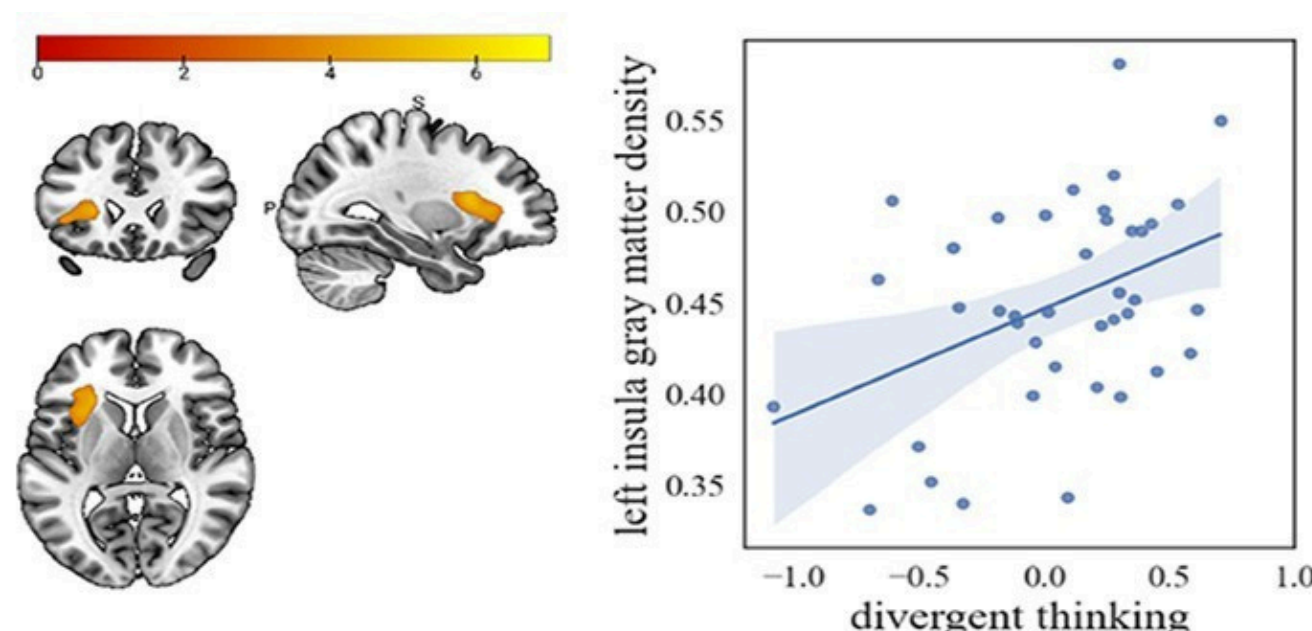 0 2 4 6
S
P
left insula gray matter density
0.55
0.50
0.45
0.40
0.35
−1.0 −0.5 0.0 0.5 1.0
divergent thinking